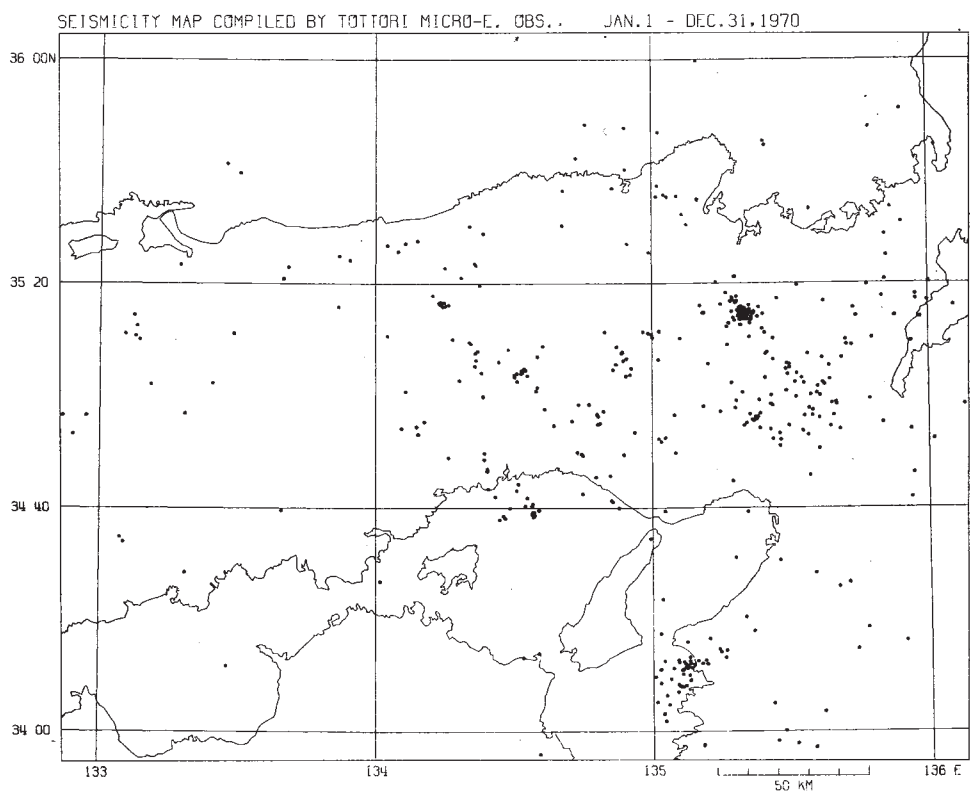 SEISMICITY MAP COMPILED BY TOTTORI MICRO-E. OBS., JAN.1 - DEC.31,1970
36 00N
35 20
34 40
34 00
133 134 135 136 E
50 KM